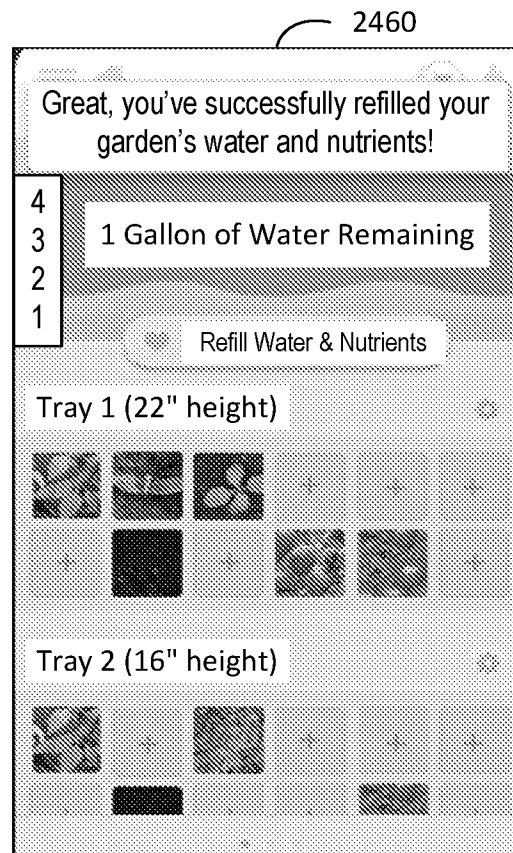 2460
Great, you've successfully refilled your
garden's water and nutrients!
4
3
2
1
1 Gallon of Water Remaining
Refill Water & Nutrients
Tray 1 (22" height)
Tray 2 (16" height)